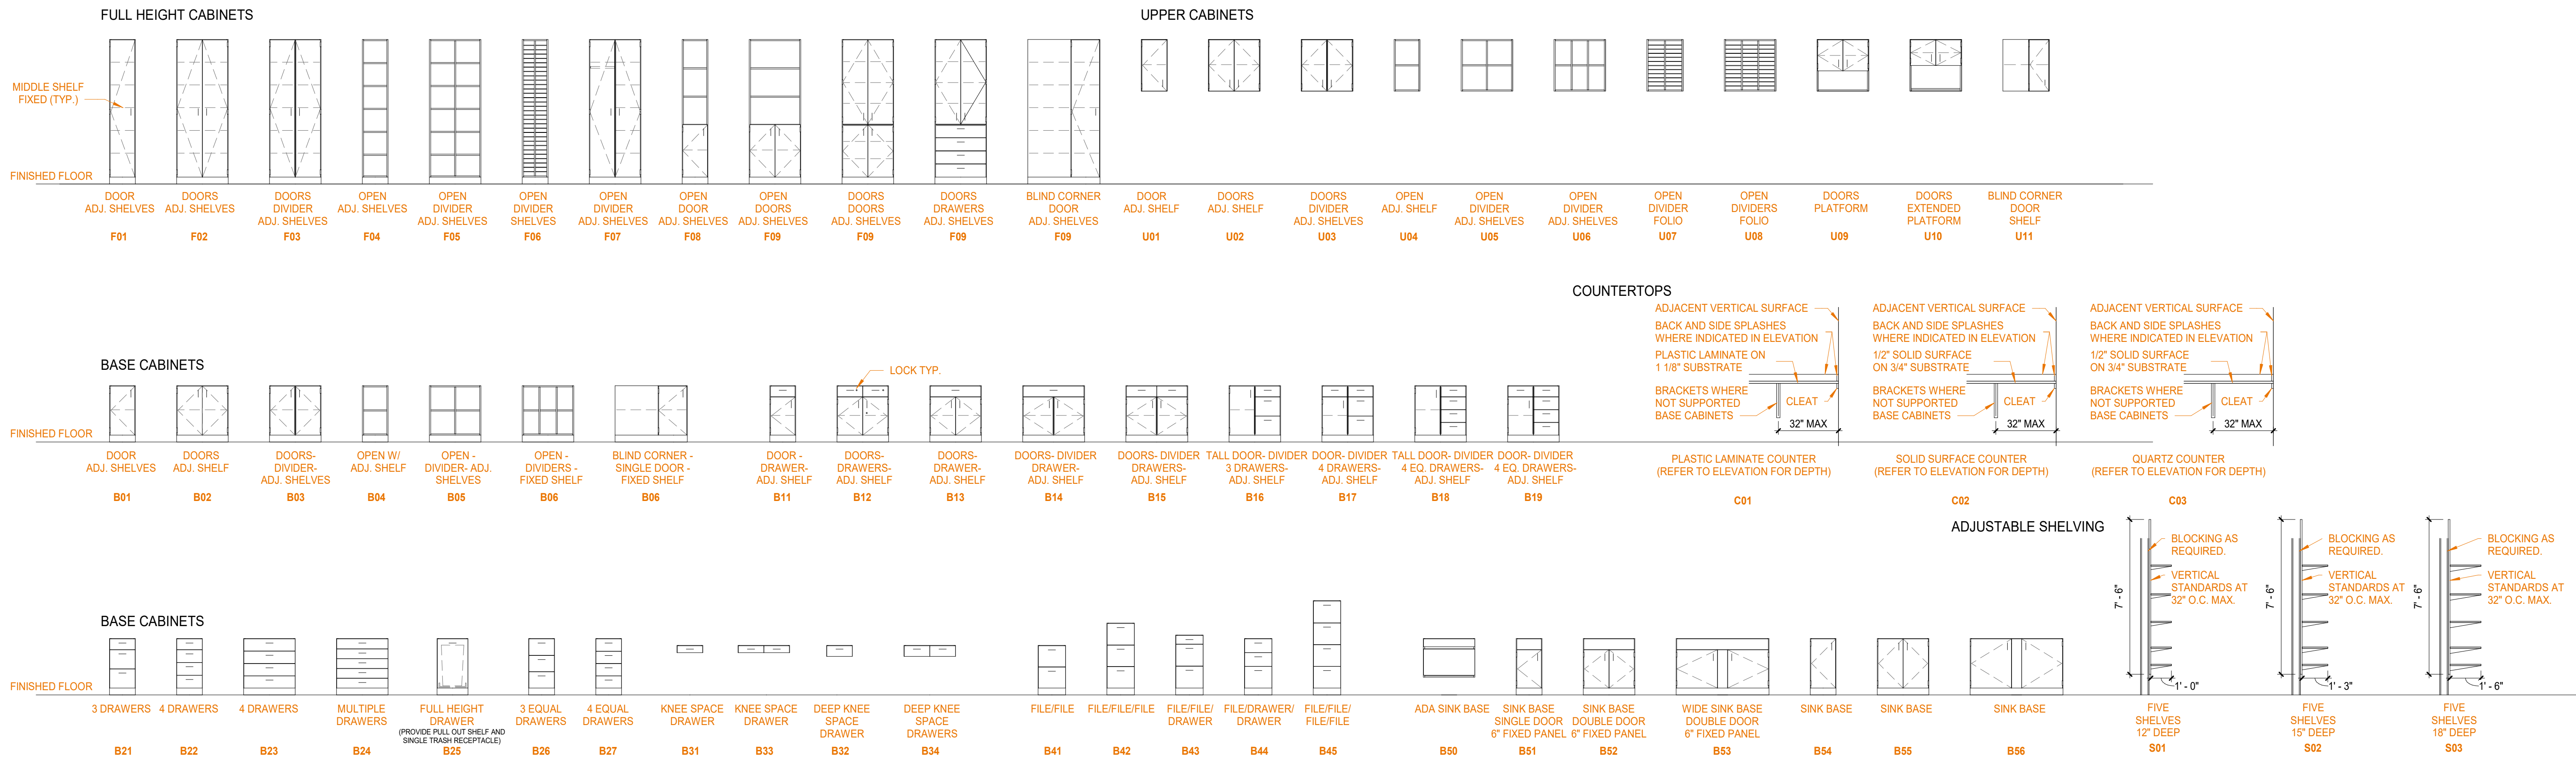 FULL HEIGHT CABINETS
MIDDLE SHELF
FIXED (TYP.)
FINISHED FLOOR
DOOR
ADJ. SHELVES
F01
DOORS
ADJ. SHELVES
F02
DOORS
DIVIDER
ADJ. SHELVES
F03
OPEN
ADJ. SHELVES
F04
OPEN
DIVIDER
ADJ. SHELVES
F05
OPEN
DIVIDER
SHELVES
F06
OPEN
DIVIDER
ADJ. SHELVES
F07
OPEN
DOOR
ADJ. SHELVES
F08
OPEN
DOORS
ADJ. SHELVES
F09
DOORS
DOORS
ADJ. SHELVES
F09
DOORS
DRAWERS
ADJ. SHELVES
F09
BLIND CORNER
DOOR
ADJ. SHELVES
F09
UPPER CABINETS
DOOR
ADJ. SHELF
U01
DOORS
ADJ. SHELF
U02
DOORS
DIVIDER
ADJ. SHELVES
U03
OPEN
ADJ. SHELF
U04
OPEN
DIVIDER
ADJ. SHELVES
U05
OPEN
DIVIDER
ADJ. SHELVES
U06
OPEN
DIVIDER
FOLIO
U07
OPEN
DIVIDERS
FOLIO
U08
DOORS
PLATFORM
U09
DOORS
EXTENDED
PLATFORM
U10
BLIND CORNER
DOOR
SHELF
U11
BASE CABINETS
LOCK TYP.
FINISHED FLOOR
DOOR
ADJ. SHELVES
B01
DOORS
ADJ. SHELF
B02
DOORS-
DIVIDER-
ADJ. SHELVES
B03
OPEN W/
ADJ. SHELF
B04
OPEN -
DIVIDER- ADJ.
SHELVES
B05
OPEN -
DIVIDERS -
FIXED SHELF
B06
BLIND CORNER -
SINGLE DOOR -
FIXED SHELF
B06
DOOR -
DRAWER-
ADJ. SHELF
B11
DOORS-
DRAWERS-
ADJ. SHELF
B12
DOORS-
DRAWER-
ADJ. SHELF
B13
DOORS- DIVIDER
DRAWER-
ADJ. SHELF
B14
DOORS- DIVIDER
DRAWERS-
ADJ. SHELF
B15
TALL DOOR- DIVIDER
3 DRAWERS-
ADJ. SHELF
B16
DOOR- DIVIDER
4 DRAWERS-
ADJ. SHELF
B17
TALL DOOR- DIVIDER
4 EQ. DRAWERS-
ADJ. SHELF
B18
DOOR- DIVIDER
4 EQ. DRAWERS-
ADJ. SHELF
B19
COUNTERTOPS
ADJACENT VERTICAL SURFACE
BACK AND SIDE SPLASHES
WHERE INDICATED IN ELEVATION
PLASTIC LAMINATE ON
1 1/8" SUBSTRATE
BRACKETS WHERE
NOT SUPPORTED
BASE CABINETS
CLEAT
32" MAX
PLASTIC LAMINATE COUNTER
(REFER TO ELEVATION FOR DEPTH)
C01
ADJACENT VERTICAL SURFACE
BACK AND SIDE SPLASHES
WHERE INDICATED IN ELEVATION
1/2" SOLID SURFACE
ON 3/4" SUBSTRATE
BRACKETS WHERE
NOT SUPPORTED
BASE CABINETS
CLEAT
32" MAX
SOLID SURFACE COUNTER
(REFER TO ELEVATION FOR DEPTH)
C02
ADJACENT VERTICAL SURFACE
BACK AND SIDE SPLASHES
WHERE INDICATED IN ELEVATION
1/2" SOLID SURFACE
ON 3/4" SUBSTRATE
BRACKETS WHERE
NOT SUPPORTED
BASE CABINETS
CLEAT
32" MAX
QUARTZ COUNTER
(REFER TO ELEVATION FOR DEPTH)
C03
BASE CABINETS
FINISHED FLOOR
3 DRAWERS
B21
4 DRAWERS
B22
4 DRAWERS
B23
MULTIPLE
DRAWERS
B24
FULL HEIGHT
DRAWER
(PROVIDE PULL OUT SHELF AND
SINGLE TRASH RECEPTACLE)
B25
3 EQUAL
DRAWERS
B26
4 EQUAL
DRAWERS
B27
KNEE SPACE
DRAWER
B31
KNEE SPACE
DRAWER
B33
DEEP KNEE
SPACE
DRAWER
B32
DEEP KNEE
SPACE
DRAWERS
B34
FILE/FILE
B41
FILE/FILE/FILE
B42
FILE/FILE/
DRAWER
B43
FILE/DRAWER/
DRAWER
B44
FILE/FILE/
FILE/FILE
B45
ADA SINK BASE
B50
SINK BASE
SINGLE DOOR
6" FIXED PANEL
B51
SINK BASE
DOUBLE DOOR
6" FIXED PANEL
B52
WIDE SINK BASE
DOUBLE DOOR
6" FIXED PANEL
B53
SINK BASE
B54
SINK BASE
B55
SINK BASE
B56
ADJUSTABLE SHELVING
7' - 6"
BLOCKING AS
REQUIRED.
VERTICAL
STANDARDS AT
32" O.C. MAX.
1' - 0"
FIVE
SHELVES
12" DEEP
S01
7' - 6"
BLOCKING AS
REQUIRED.
VERTICAL
STANDARDS AT
32" O.C. MAX.
1' - 3"
FIVE
SHELVES
15" DEEP
S02
7' - 6"
BLOCKING AS
REQUIRED.
VERTICAL
STANDARDS AT
32" O.C. MAX.
1' - 6"
FIVE
SHELVES
18" DEEP
S03